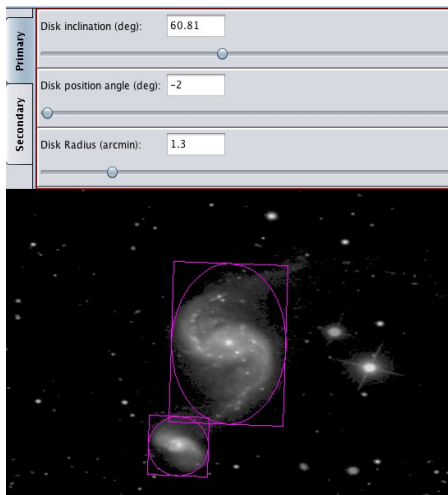 Primary
Secondary
Disk inclination (deg): 60.81
Disk position angle (deg): -2
Disk Radius (arcmin): 1.3